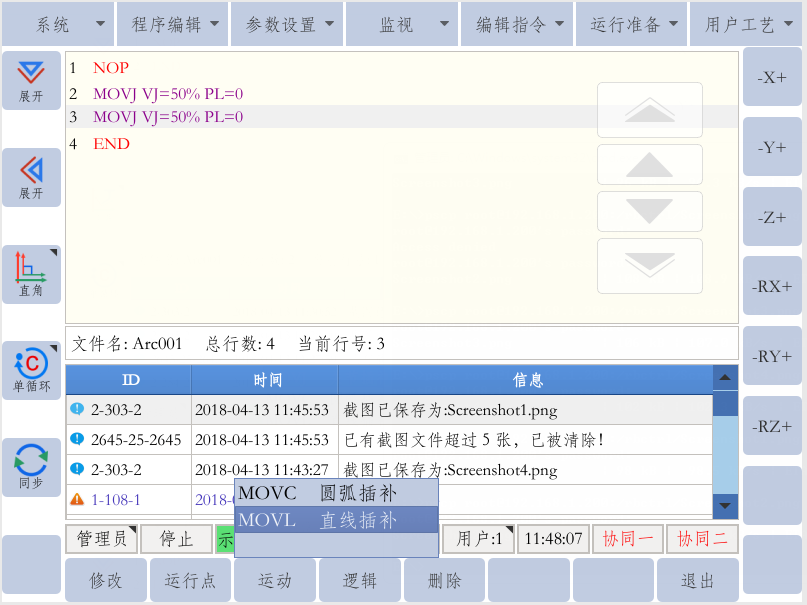 系统 程序编辑 参数设置 监视 编辑指令 运行准备 用户工艺
展开
展开
直角
C
单循环
同步
1 NOP
2 MOVJ VJ=50% PL=0
3 MOVJ VJ=50% PL=0
4 END
文件名: Arc001 总行数: 4 当前行号: 3
ID 时间 信息
2-303-2 2018-04-13 11:45:53 截图已保存为:Screenshot1.png
2645-25-2645 2018-04-13 11:45:53 已有截图文件超过 5 张，已被清除！
2-303-2 2018-04-13 11:43:27 截图已保存为:Screenshot4.png
1-108-1 2018-
MOVC 圆弧插补
MOVL 直线插补
管理员 停止 示 用户:1 11:48:07 协同一 协同二
修改 运行点 运动 逻辑 删除 退出
-X+
-Y+
-Z+
-RX+
-RY+
-RZ+